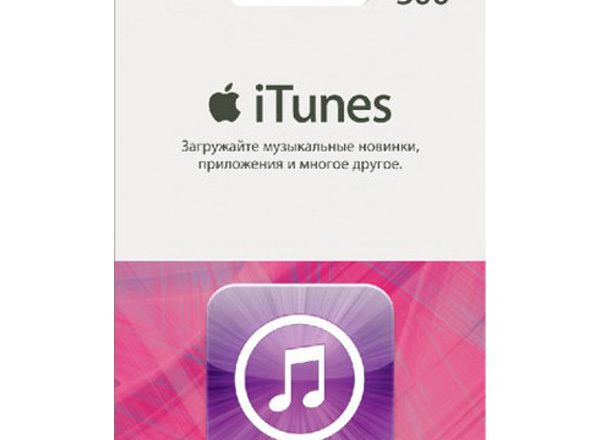 iTunes
Загружайте музыкальные новинки,
приложения и многое другое.